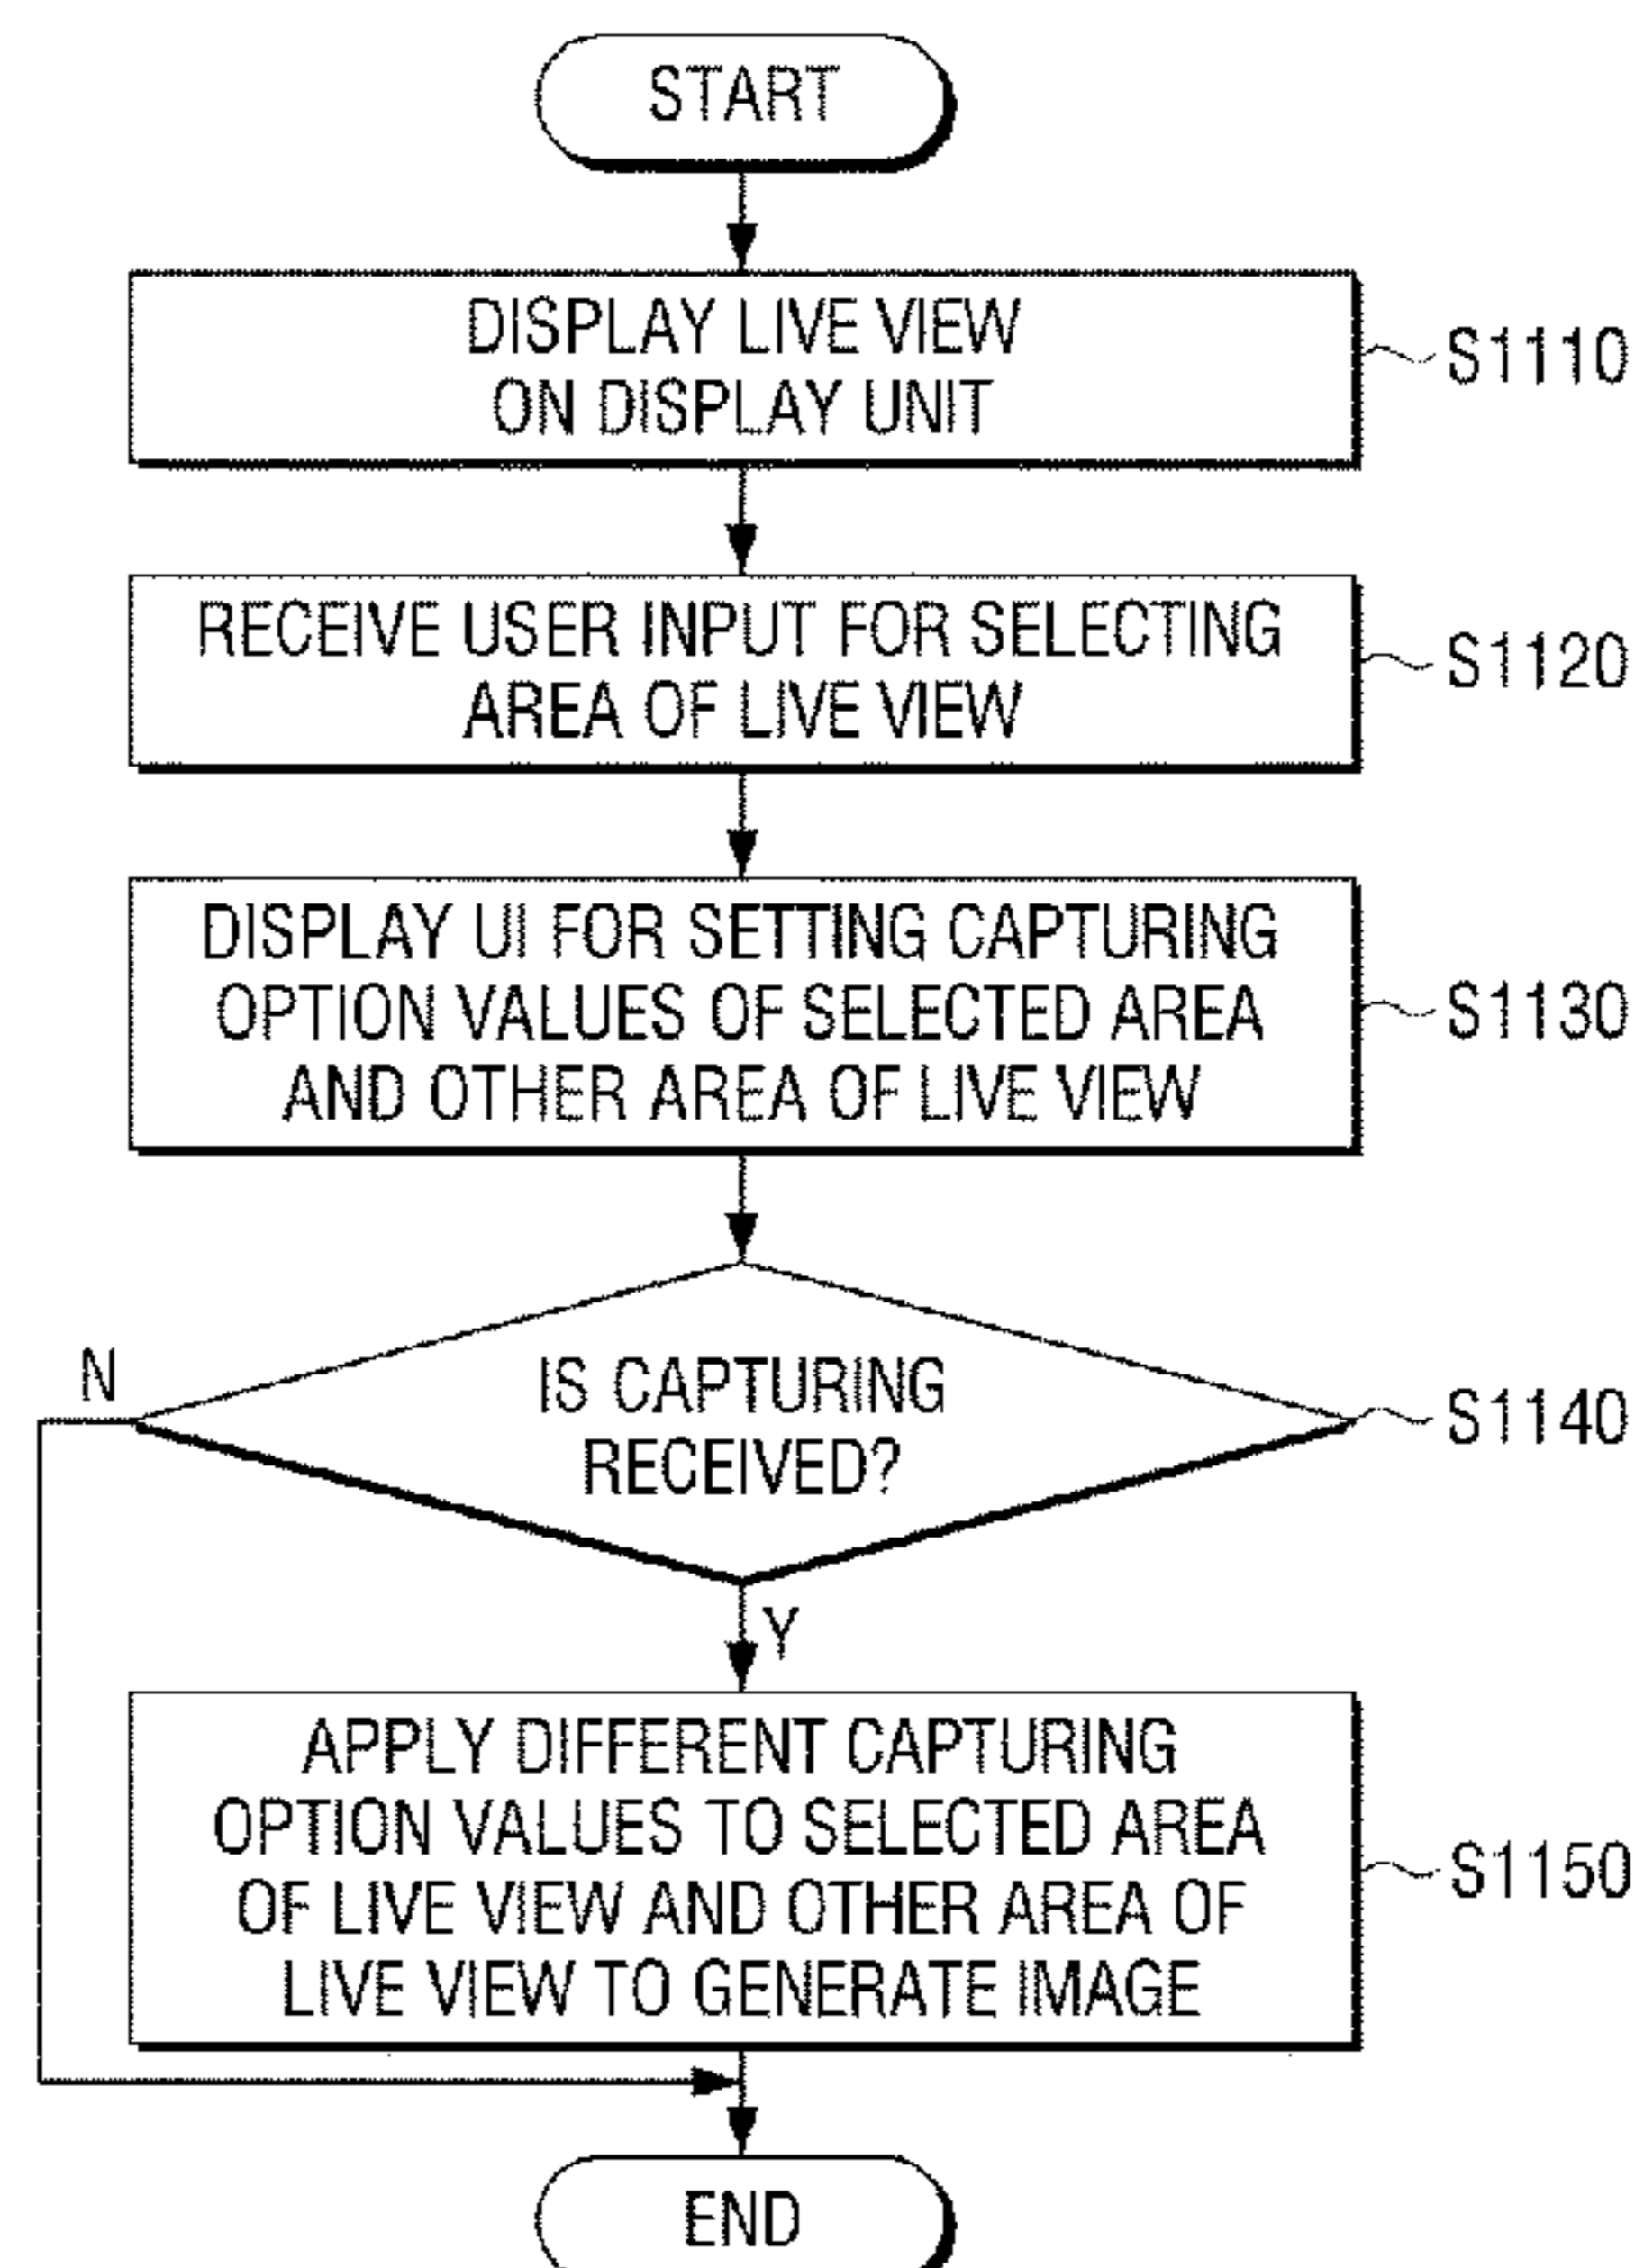 START
DISPLAY LIVE VIEW
ON DISPLAY UNIT
S1110
RECEIVE USER INPUT FOR SELECTING
AREA OF LIVE VIEW
S1120
DISPLAY UI FOR SETTING CAPTURING
OPTION VALUES OF SELECTED AREA
AND OTHER AREA OF LIVE VIEW
S1130
N
IS CAPTURING
RECEIVED?
S1140
Y
APPLY DIFFERENT CAPTURING
OPTION VALUES TO SELECTED AREA
OF LIVE VIEW AND OTHER AREA OF
LIVE VIEW TO GENERATE IMAGE
S1150
END